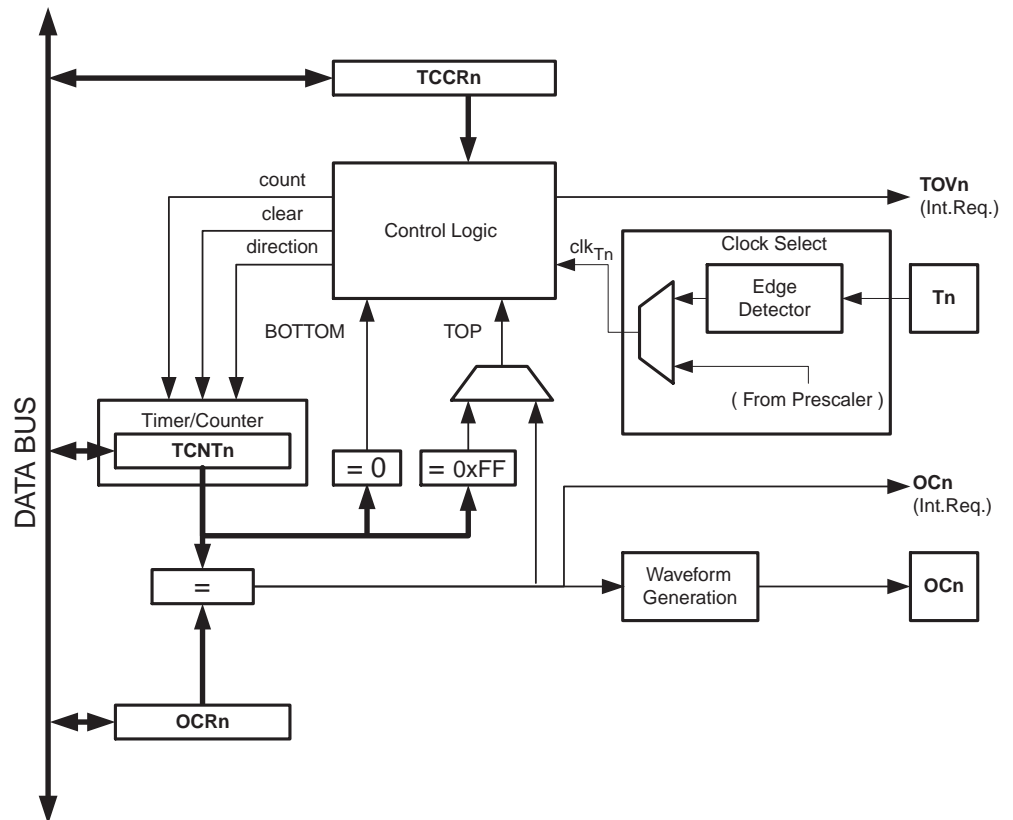 TCCRn
count
clear
direction
Control Logic
TOVn
(Int.Req.)
clkTn
Clock Select
Edge
Detector
Tn
( From Prescaler )
BOTTOM
TOP
Timer/Counter
TCNTn
= 0
= 0xFF
DATA BUS
OCn
(Int.Req.)
=
Waveform
Generation
OCn
OCRn